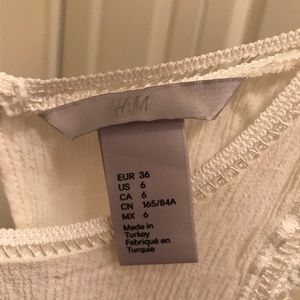 H&M
EUR 36
US 6
CA 6
CN 165/84A
MX 6
Made in
Turkey
Fabriqué en
Turquie